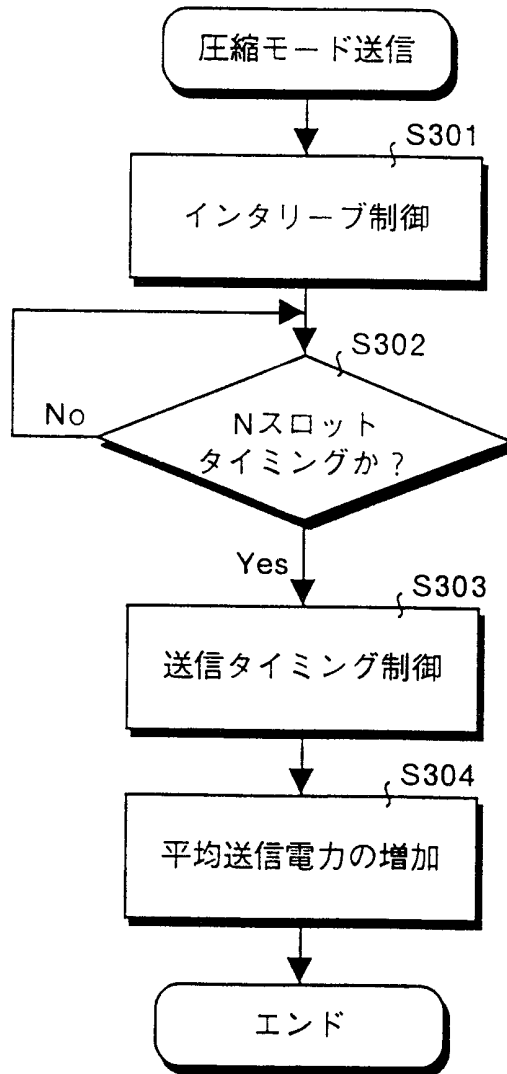 圧縮モード送信
S301
インタリーブ制御
S302
No
Nスロット
タイミングか？
Yes
S303
送信タイミング制御
S304
平均送信電力の増加
エンド